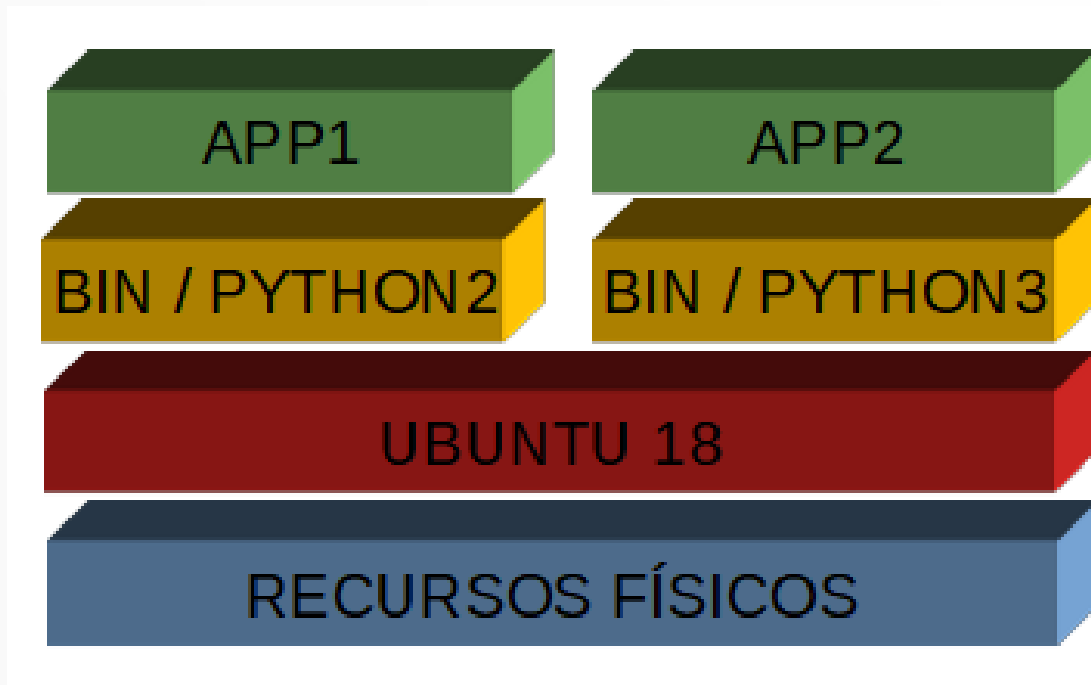 APP1
APP2
BIN / PYTHON2
BIN / PYTHON3
UBUNTU 18
RECURSOS FÍSICOS